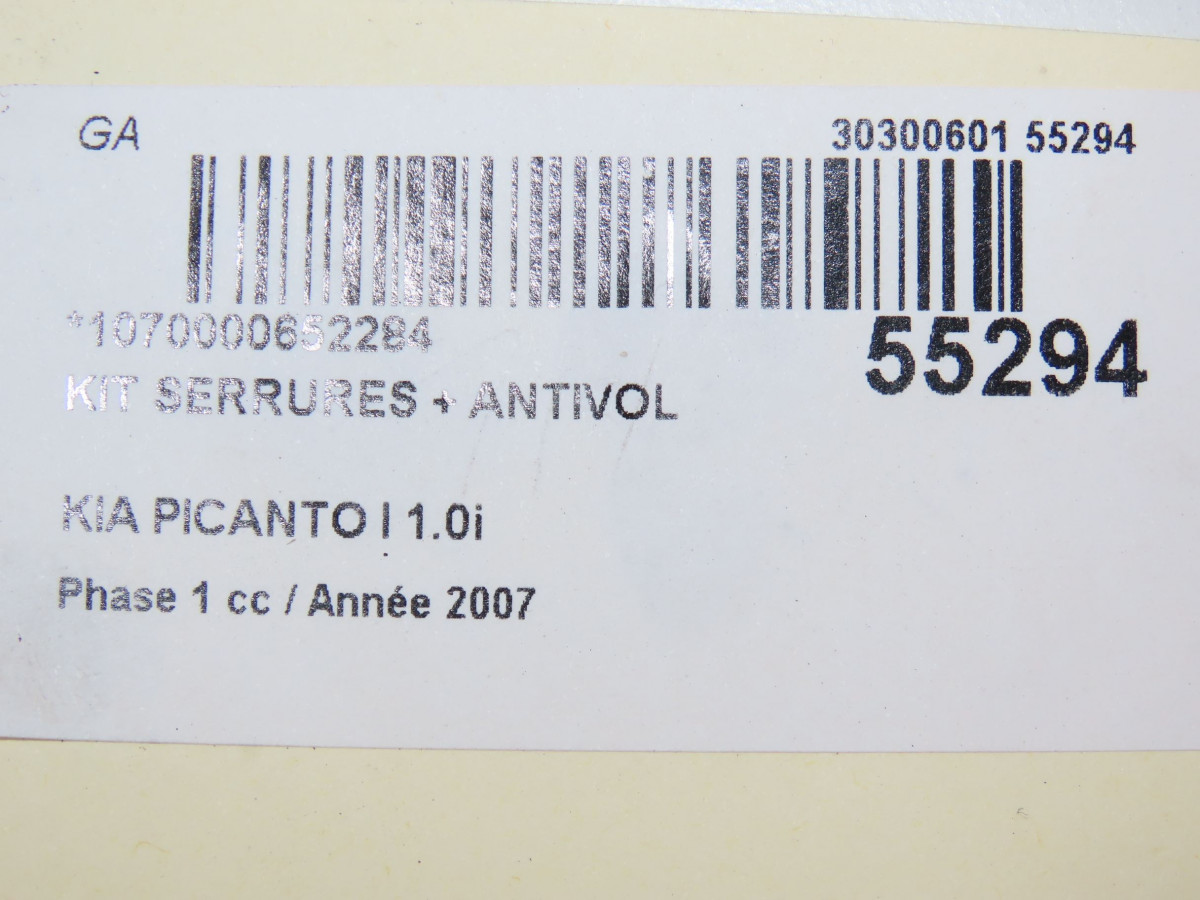 GA 30300601 55294
*1070000652284 55294
KIT SERRURES + ANTIVOL
KIA PICANTO I 1.0i
Phase 1 cc / Année 2007